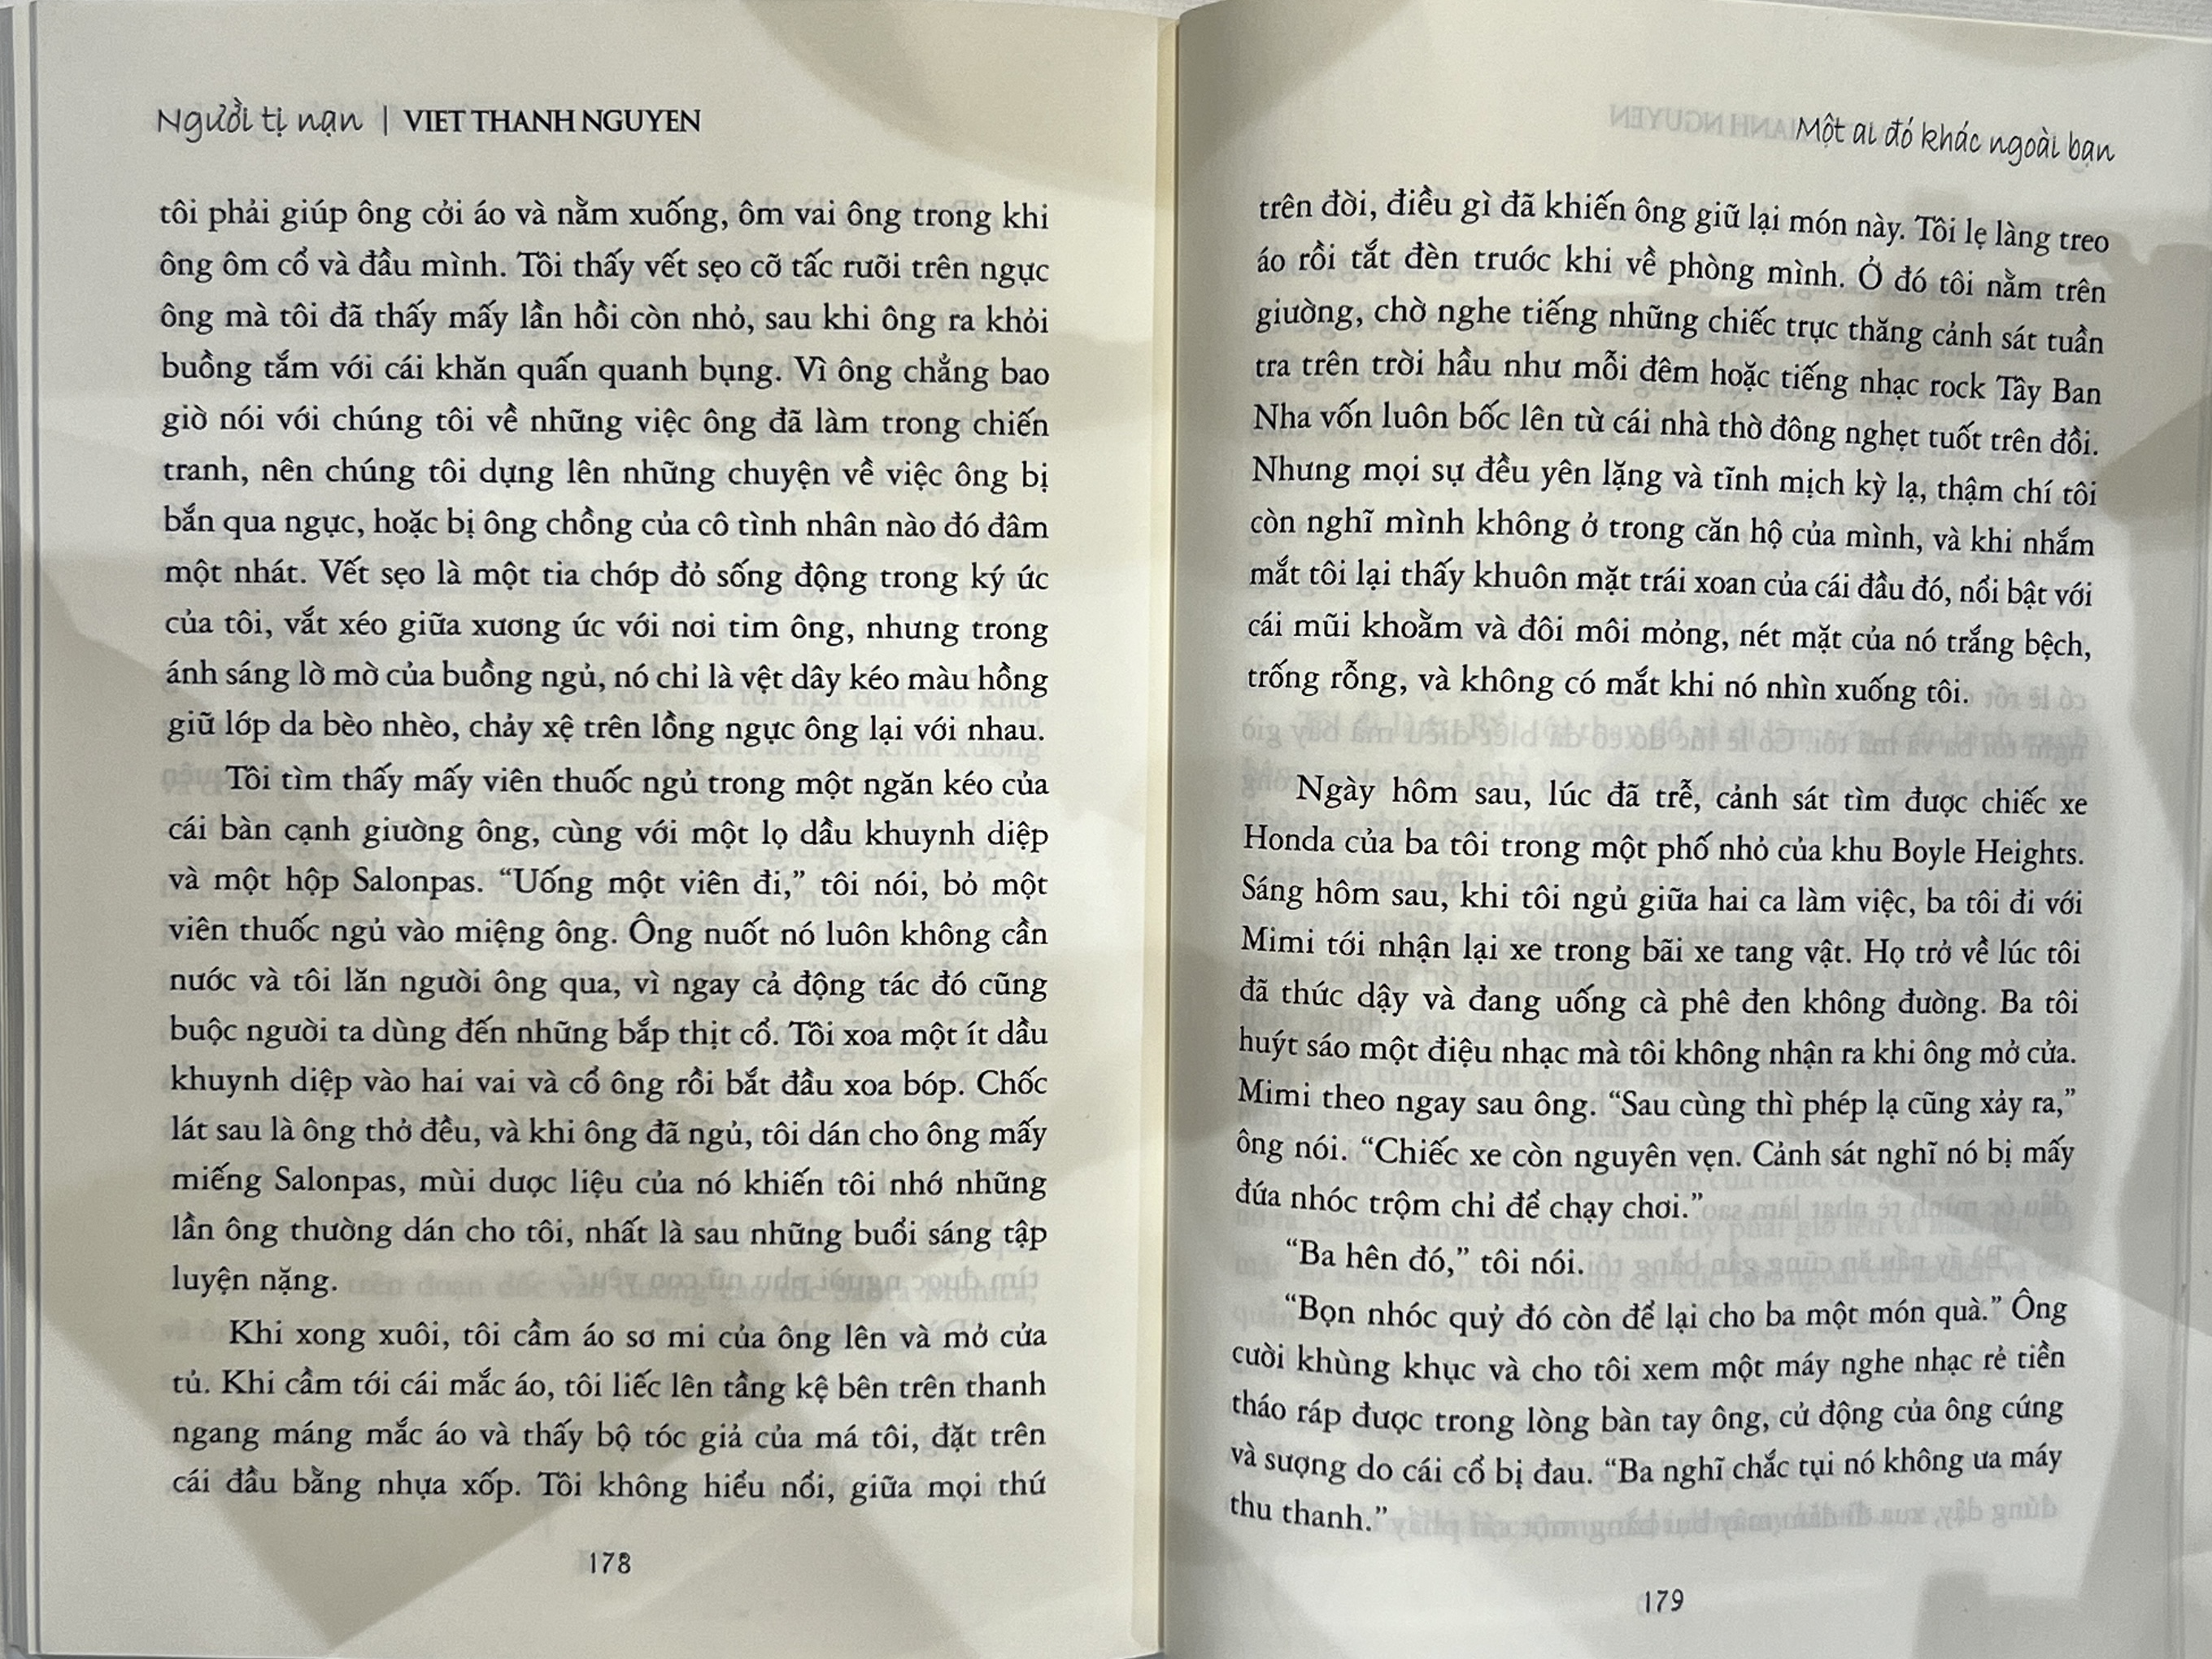 Người tị nạn | VIET THANH NGUYEN
tôi phải giúp ông cởi áo và nằm xuống, ôm vai ông trong khi
ông ôm cổ và đầu mình. Tôi thấy vết sẹo cỡ tấc rưỡi trên ngực
ông mà tôi đã thấy mấy lần hồi còn nhỏ, sau khi ông ra khỏi
buồng tắm với cái khăn quấn quanh bụng. Vì ông chẳng bao
giờ nói với chúng tôi về những việc ông đã làm trong chiến
tranh, nên chúng tôi dựng lên những chuyện về việc ông bị
bắn qua ngực, hoặc bị ông chồng của cô tình nhân nào đó đâm
một nhát. Vết sẹo là một tia chớp đỏ sống động trong ký ức
của tôi, vắt xéo giữa xương ức với nơi tim ông, nhưng trong
ánh sáng lờ mờ của buồng ngủ, nó chỉ là vệt dây kéo màu hồng
giữ lớp da bèo nhèo, chảy xệ trên lồng ngực ông lại với nhau.
Tôi tìm thấy mấy viên thuốc ngủ trong một ngăn kéo của
cái bàn cạnh giường ông, cùng với một lọ dầu khuynh diệp
và một hộp Salonpas. “Uống một viên đi,” tôi nói, bỏ một
viên thuốc ngủ vào miệng ông. Ông nuốt nó luôn không cần
nước và tôi lăn người ông qua, vì ngay cả động tác đó cũng
buộc người ta dùng đến những bắp thịt cổ. Tôi xoa một ít dầu
khuynh diệp vào hai vai và cổ ông rồi bắt đầu xoa bóp. Chốc
lát sau là ông thở đều, và khi ông đã ngủ, tôi dán cho ông mấy
miếng Salonpas, mùi dược liệu của nó khiến tôi nhớ những
lần ông thường dán cho tôi, nhất là sau những buổi sáng tập
luyện nặng.
Khi xong xuôi, tôi cầm áo sơ mi của ông lên và mở cửa
tủ. Khi cầm tới cái mắc áo, tôi liếc lên tầng kệ bên trên thanh
ngang máng mắc áo và thấy bộ tóc giả của má tôi, đặt trên
cái đầu bằng nhựa xốp. Tôi không hiểu nổi, giữa mọi thứ
178
Một ai đó khác ngoài bạn
trên đời, điều gì đã khiến ông giữ lại món này. Tôi lẹ làng treo
áo rồi tắt đèn trước khi về phòng mình. Ở đó tôi nằm trên
giường, chờ nghe tiếng những chiếc trực thăng cảnh sát tuần
tra trên trời hầu như mỗi đêm hoặc tiếng nhạc rock Tây Ban
Nha vốn luôn bốc lên từ cái nhà thờ đông nghẹt tuốt trên đồi.
Nhưng mọi sự đều yên lặng và tĩnh mịch kỳ lạ, thậm chí tôi
còn nghĩ mình không ở trong căn hộ của mình, và khi nhắm
mắt tôi lại thấy khuôn mặt trái xoan của cái đầu đó, nổi bật với
cái mũi khoằm và đôi môi mỏng, nét mặt của nó trắng bệch,
trống rỗng, và không có mắt khi nó nhìn xuống tôi.
Ngày hôm sau, lúc đã trễ, cảnh sát tìm được chiếc xe
Honda của ba tôi trong một phố nhỏ của khu Boyle Heights.
Sáng hôm sau, khi tôi ngủ giữa hai ca làm việc, ba tôi đi với
Mimi tới nhận lại xe trong bãi xe tang vật. Họ trở về lúc tôi
đã thức dậy và đang uống cà phê đen không đường. Ba tôi
huýt sáo một điệu nhạc mà tôi không nhận ra khi ông mở cửa.
Mimi theo ngay sau ông. “Sau cùng thì phép lạ cũng xảy ra,”
ông nói. “Chiếc xe còn nguyên vẹn. Cảnh sát nghĩ nó bị mấy
đứa nhóc trộm chỉ để chạy chơi.”
“Ba hên đó,” tôi nói.
“Bọn nhóc quỷ đó còn để lại cho ba một món quà.” Ông
cười khùng khục và cho tôi xem một máy nghe nhạc rẻ tiền
tháo ráp được trong lòng bàn tay ông, cử động của ông cứng
và sượng do cái cổ bị đau. “Ba nghĩ chắc tụi nó không ưa máy
thu thanh.”
179